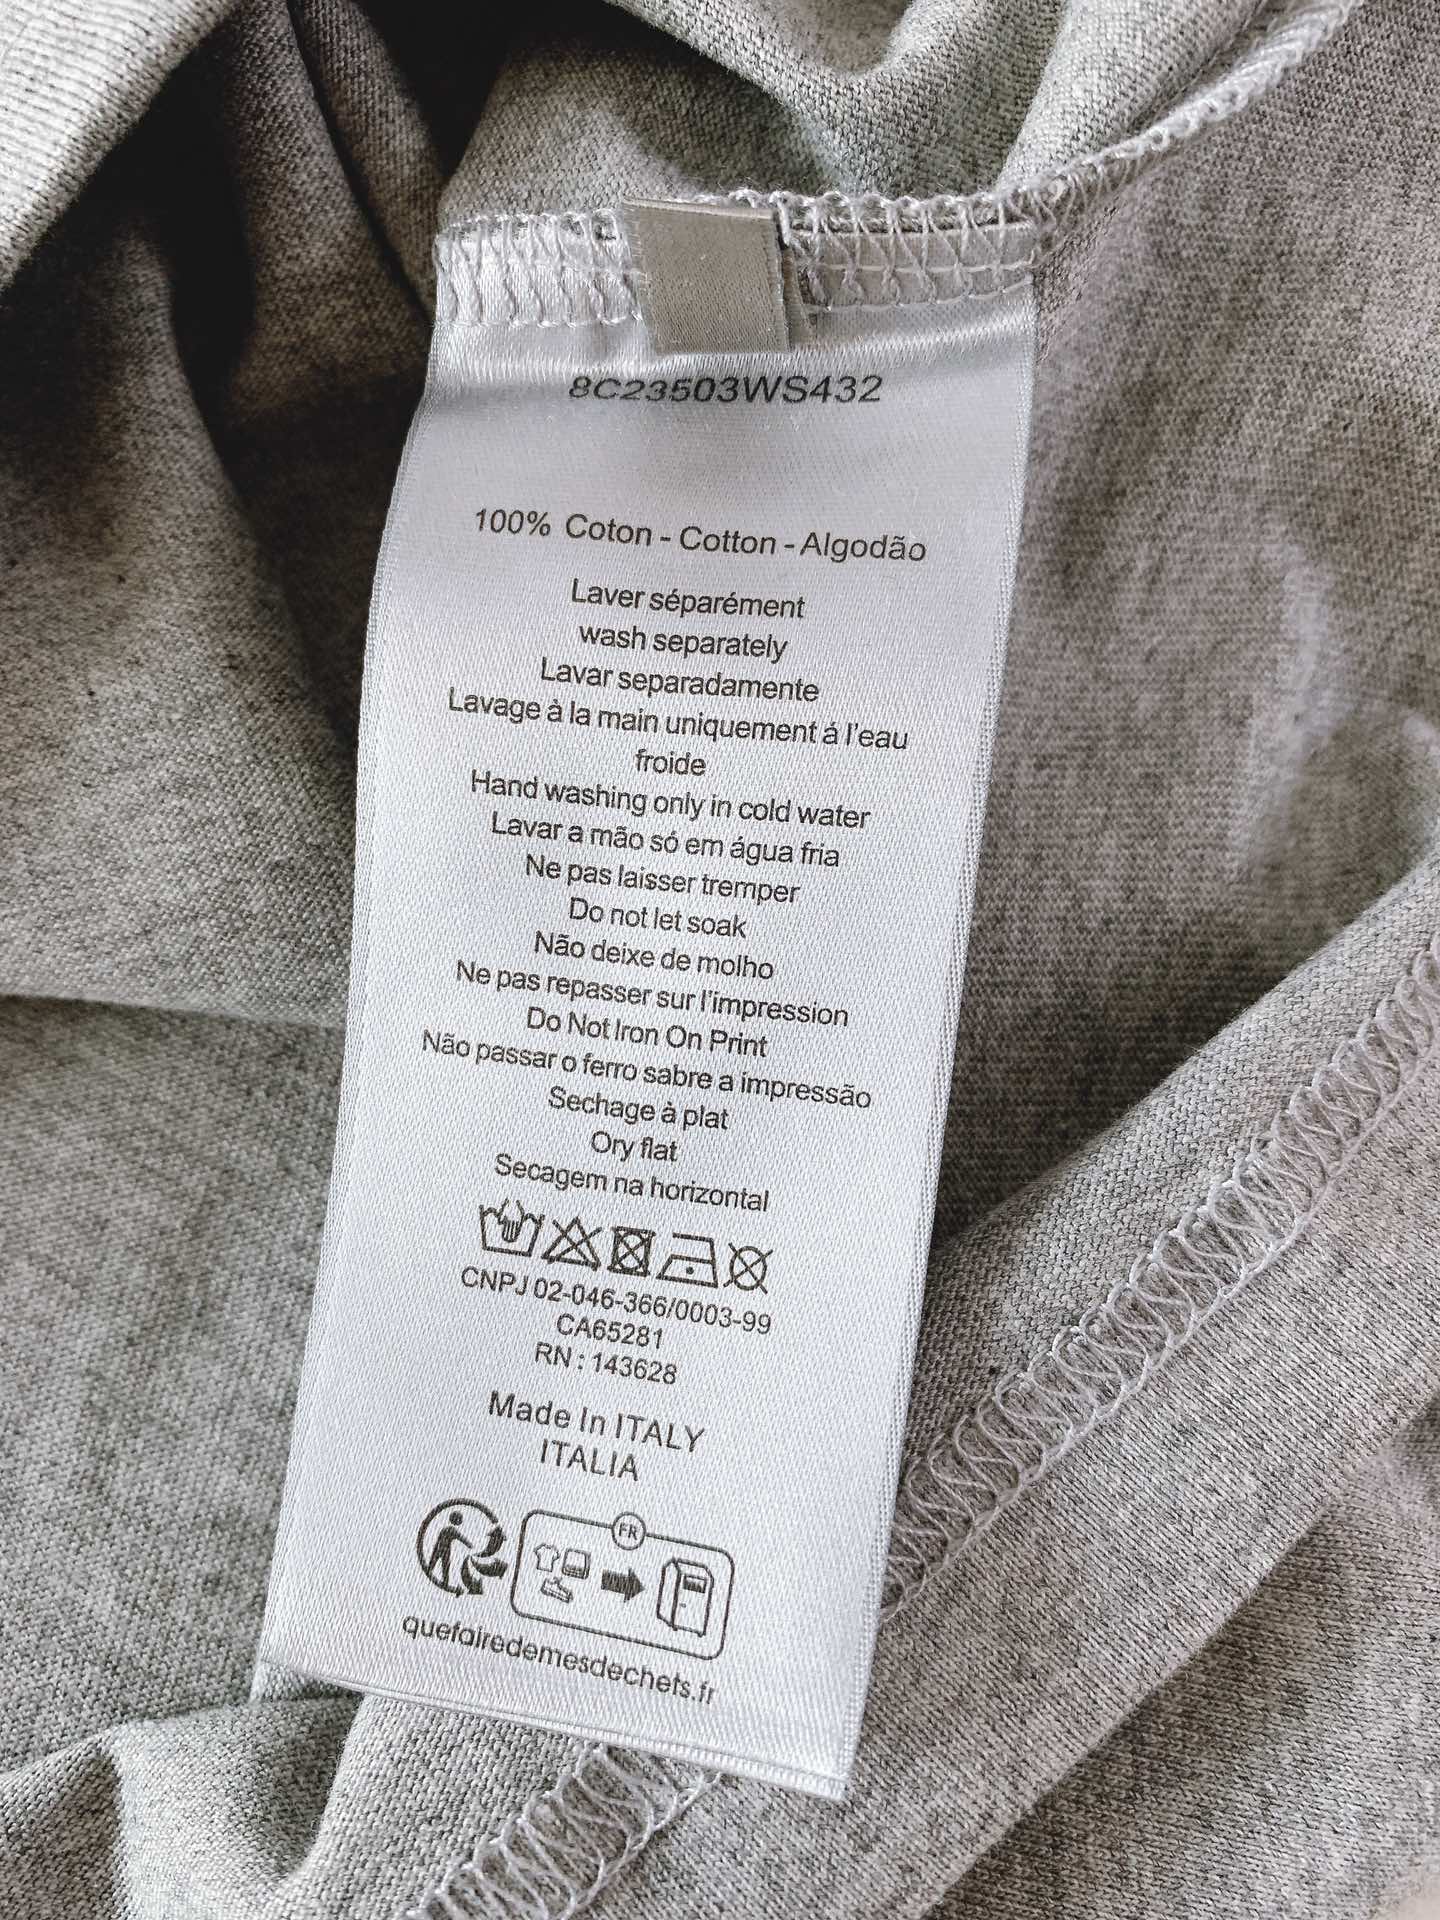 8C23503WS432
100% Coton - Cotton - Algodão
Laver séparément
wash separately
Lavar separadamente
Lavage à la main uniquement á l'eau
froide
Hand washing only in cold water
Lavar a mão só em água fria
Ne pas laisser tremper
Do not let soak
Não deixe de molho
Ne pas repasser sur l'impression
Do Not Iron On Print
Não passar o ferro sabre a impressão
Sechage à plat
Ory flat
Secagem na horizontal
CNPJ 02-046-366/0003-99
CA65281
RN : 143628
Made In ITALY
ITALIA
FR
quefairedemesdechets.fr